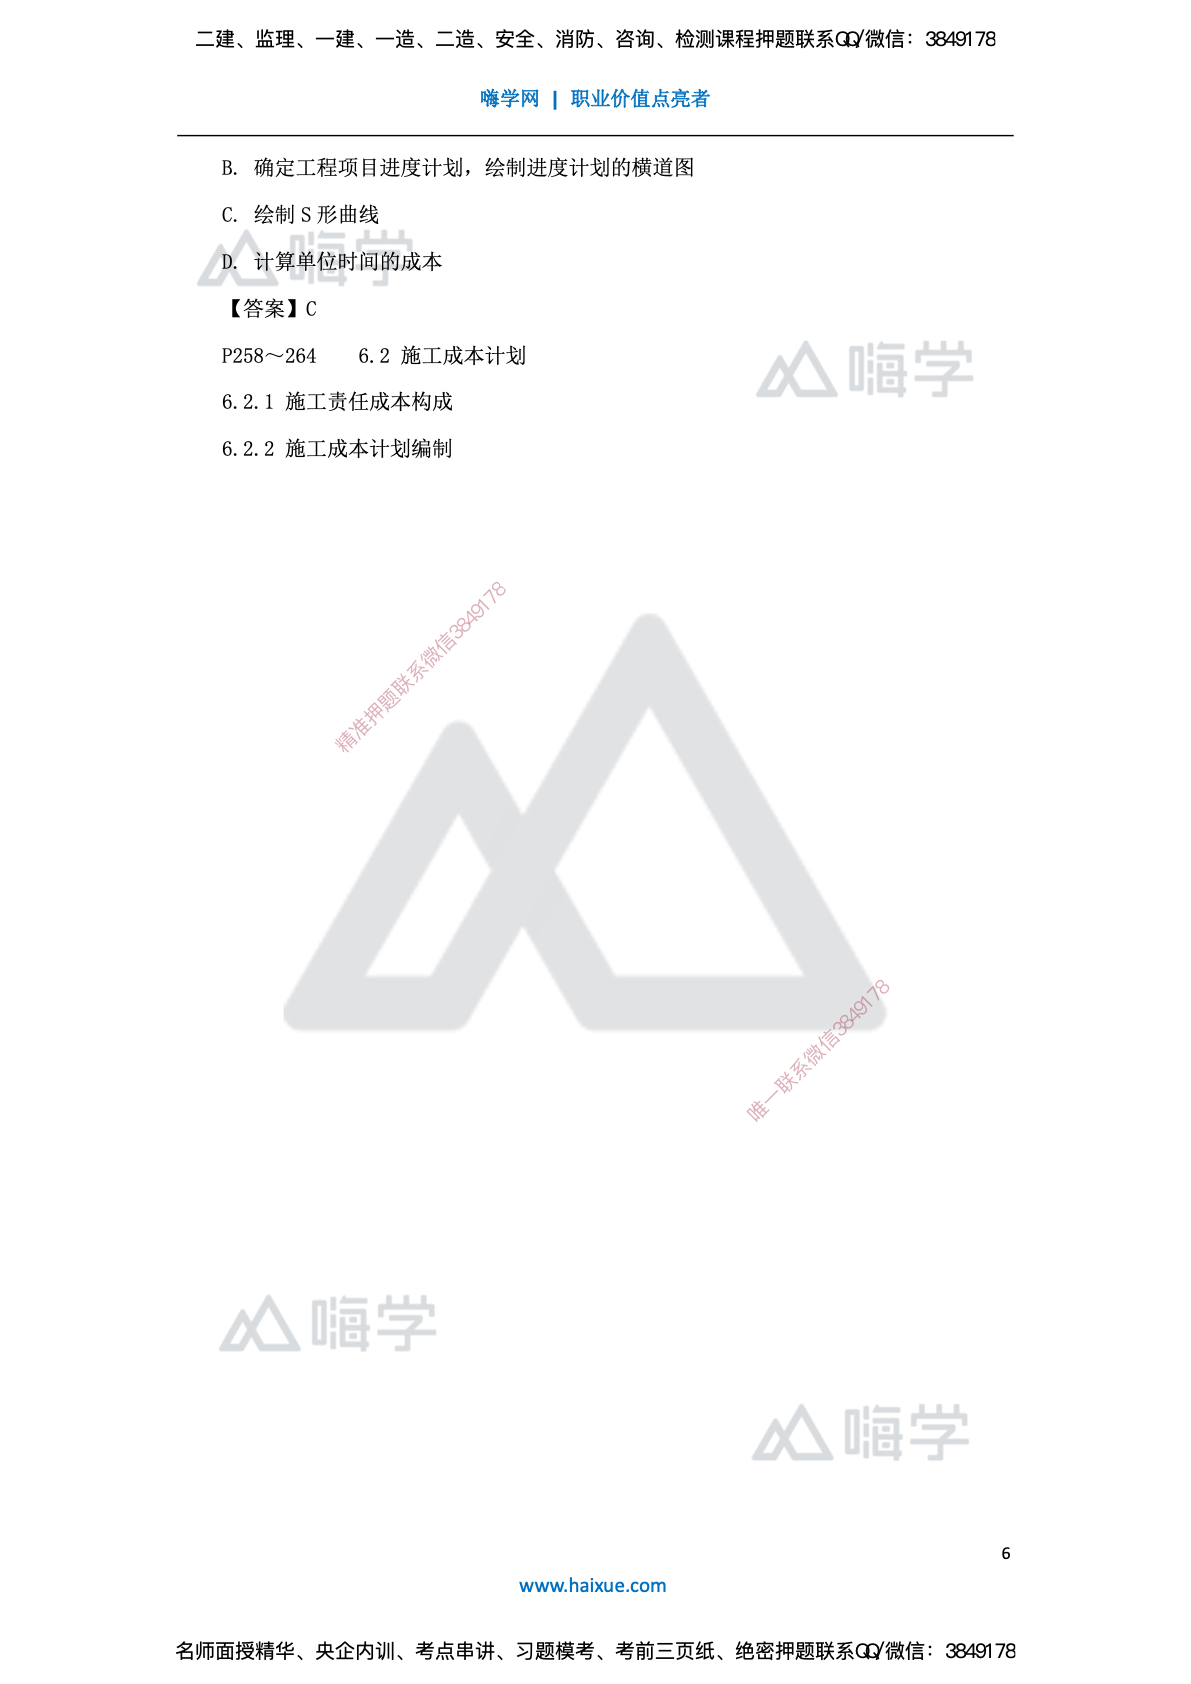 二建、监理、一建、一造、二造、安全、消防、咨询、检测课程押题联系QQ/微信：3849178
嗨学网 | 职业价值点亮者
B. 确定工程项目进度计划，绘制进度计划的横道图
C. 绘制 S 形曲线
嗨学
D. 计算单位时间的成本
【答案】C
P258～264 6.2 施工成本计划
嗨学
6.2.1 施工责任成本构成
6.2.2 施工成本计划编制
精准押题联系微信3849178
唯一联系微信3849178
嗨学
嗨学
6
www.haixue.com
名师面授精华、央企内训、考点串讲、习题模考、考前三页纸、绝密押题联系QQ/微信：3849178